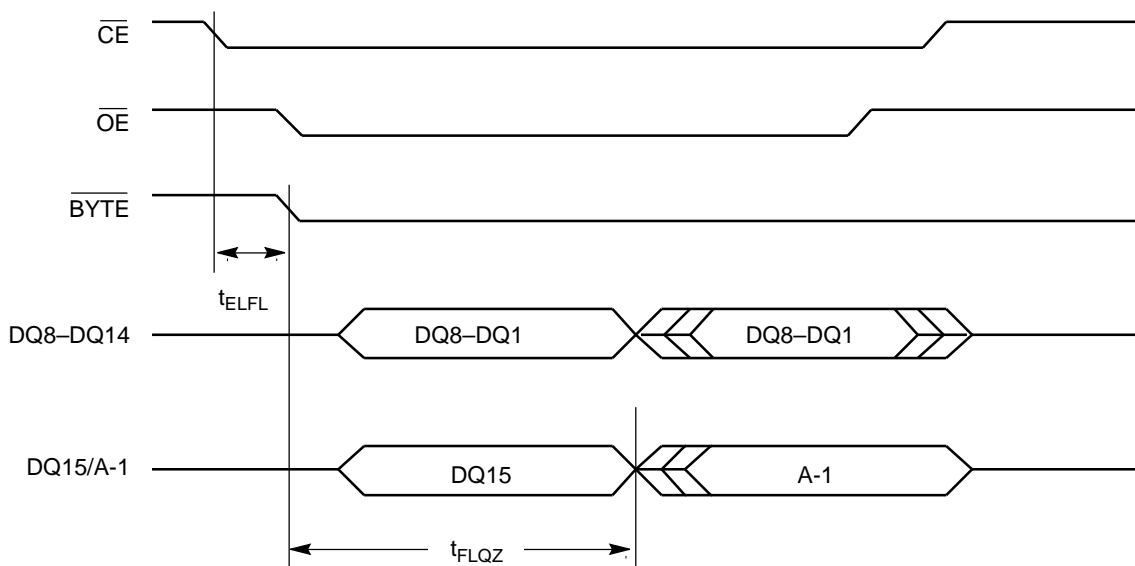 CE
OE
BYTE
tELFL
DQ8–DQ14
DQ8–DQ1
DQ8–DQ1
DQ15/A-1
DQ15
A-1
tFLQZ